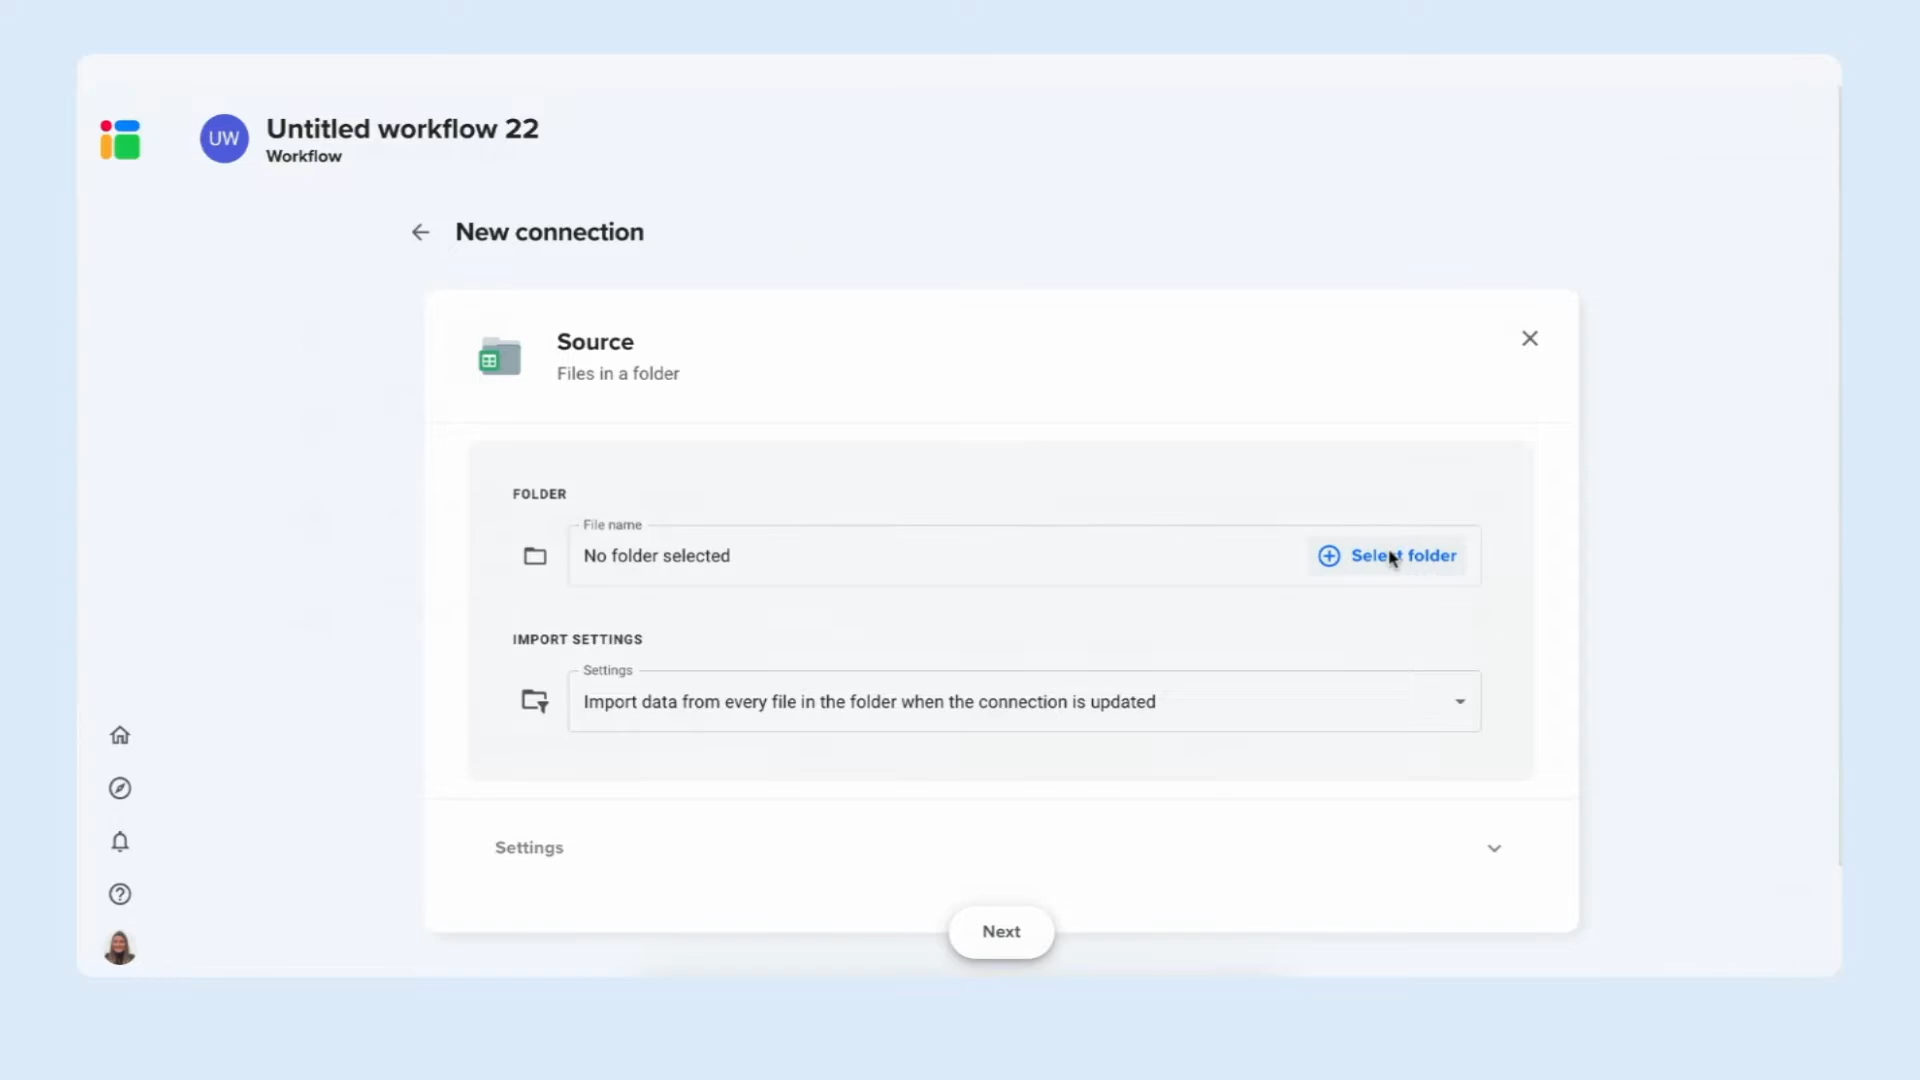 UW
Untitled workflow 22
Workflow
New connection
Source
Files in a folder
FOLDER
File name
No folder selected
Select folder
IMPORT SETTINGS
Settings
Import data from every file in the folder when the connection is updated
Settings
Next